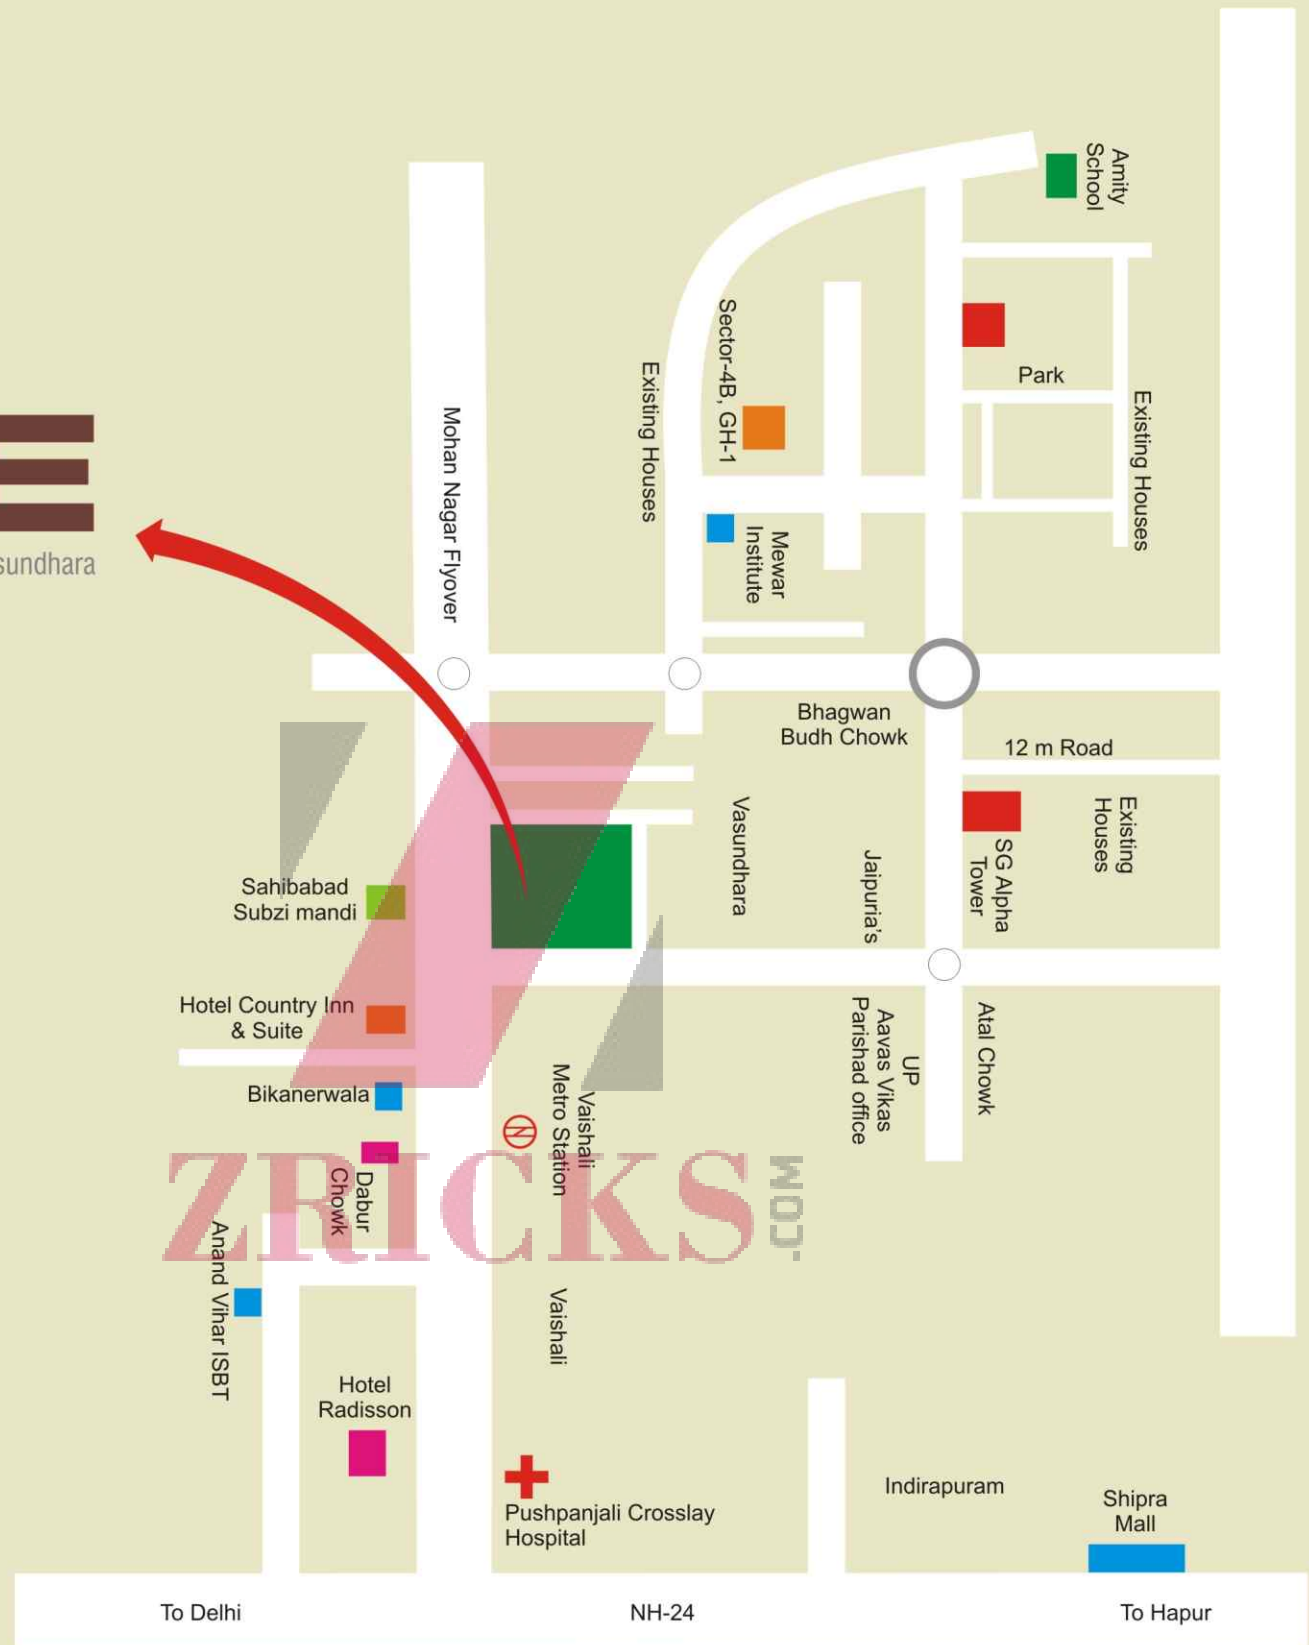 Amity
School
Park
Existing Houses
Sector-4B, GH-1
Existing Houses
Mohan Nagar Flyover
sundhara
Mewar
Institute
Bhagwan
Budh Chowk
12 m Road
Existing
Houses
SG Alpha
Tower
Vasundhara
Jaipuria's
Sahibabad
Subzi mandi
Hotel Country Inn
& Suite
Atal Chowk
UP
Aavas Vikas
Parishad office
Bikanerwala
Vaishali
Metro Station
Dabur
Chowk
ZRICKS.COM
Anand Vihar ISBT
Vaishali
Hotel
Radisson
Pushpanjali Crosslay
Hospital
Indirapuram
Shipra
Mall
To Delhi
NH-24
To Hapur